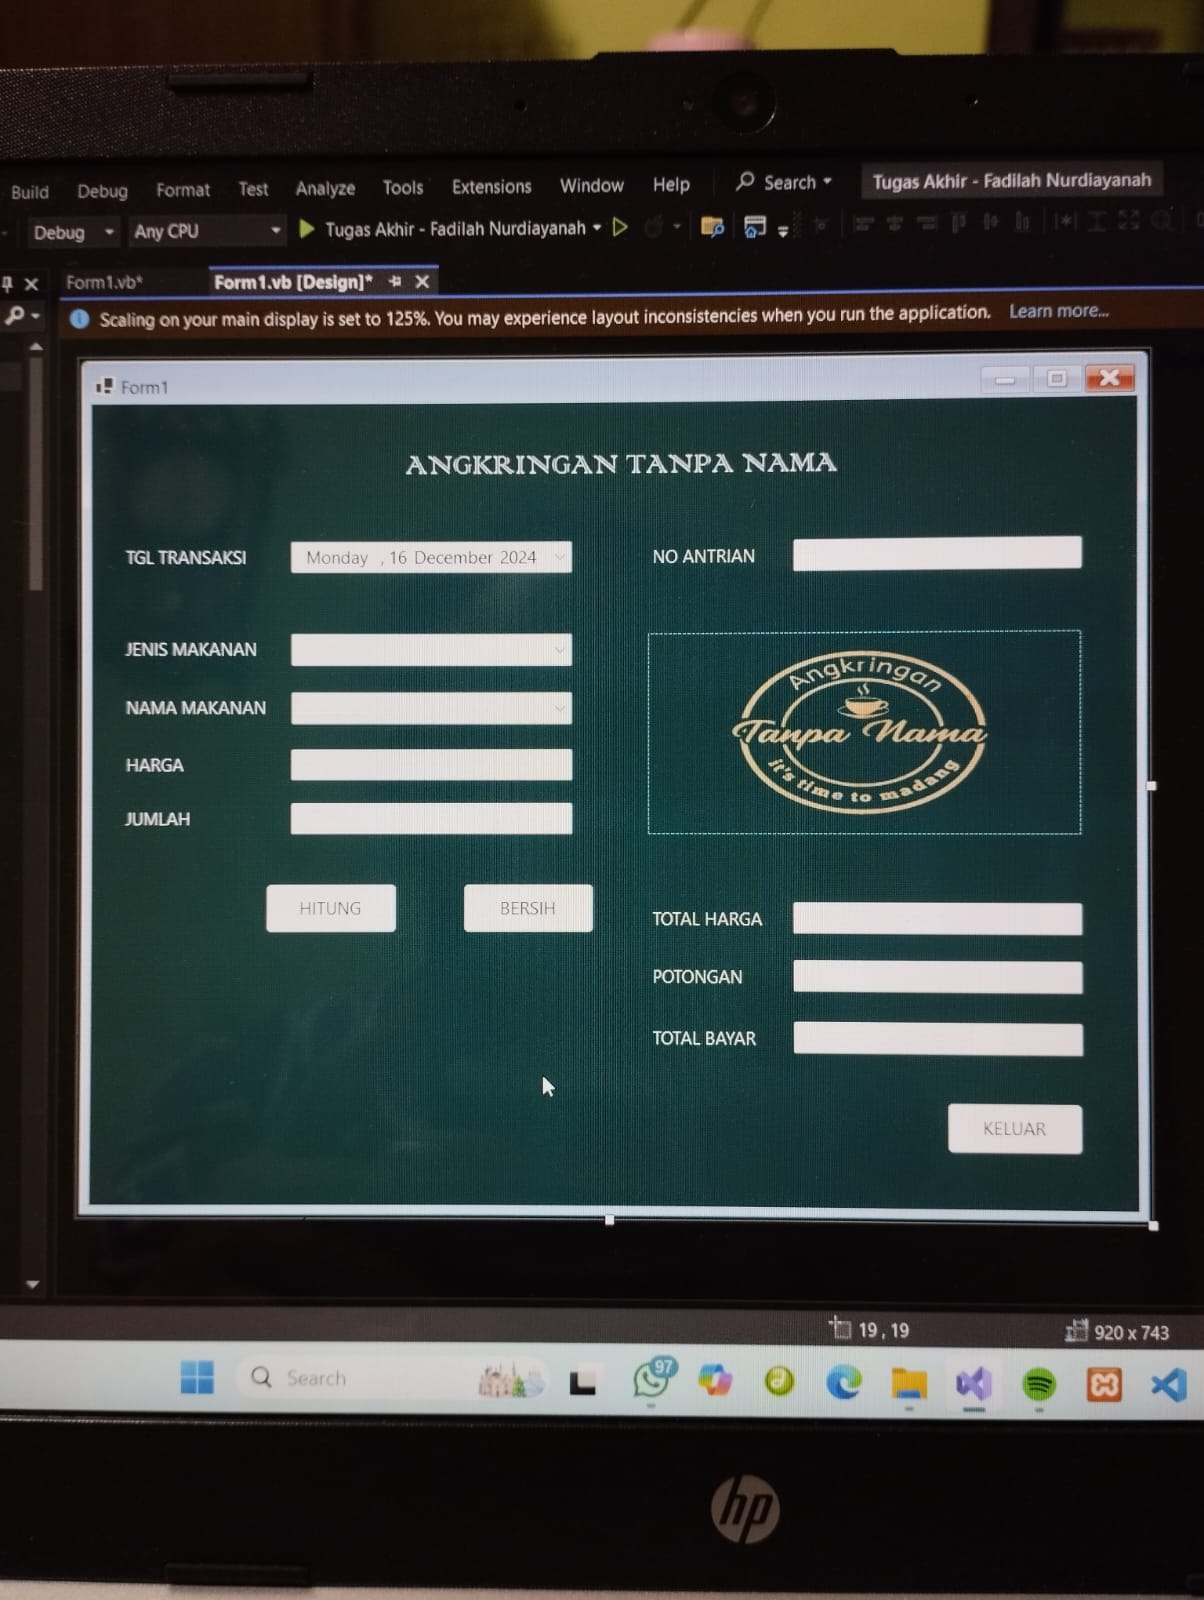 Build Debug Format Test Analyze Tools Extensions Window Help Search Tugas Akhir - Fadilah Nurdiayanah
Debug Any CPU Tugas Akhir - Fadilah Nurdiayanah
Form1.vb* Form1.vb [Design]*
Scaling on your main display is set to 125%. You may experience layout inconsistencies when you run the application. Learn more...
Form1
ANGKRINGAN TANPA NAMA
TGL TRANSAKSI Monday , 16 December 2024 NO ANTRIAN
JENIS MAKANAN
NAMA MAKANAN
HARGA
JUMLAH
Angkringan
Tanpa Nama
it's time to madang
HITUNG BERSIH
TOTAL HARGA
POTONGAN
TOTAL BAYAR
KELUAR
19 , 19 920 x 743
Search 97
hp